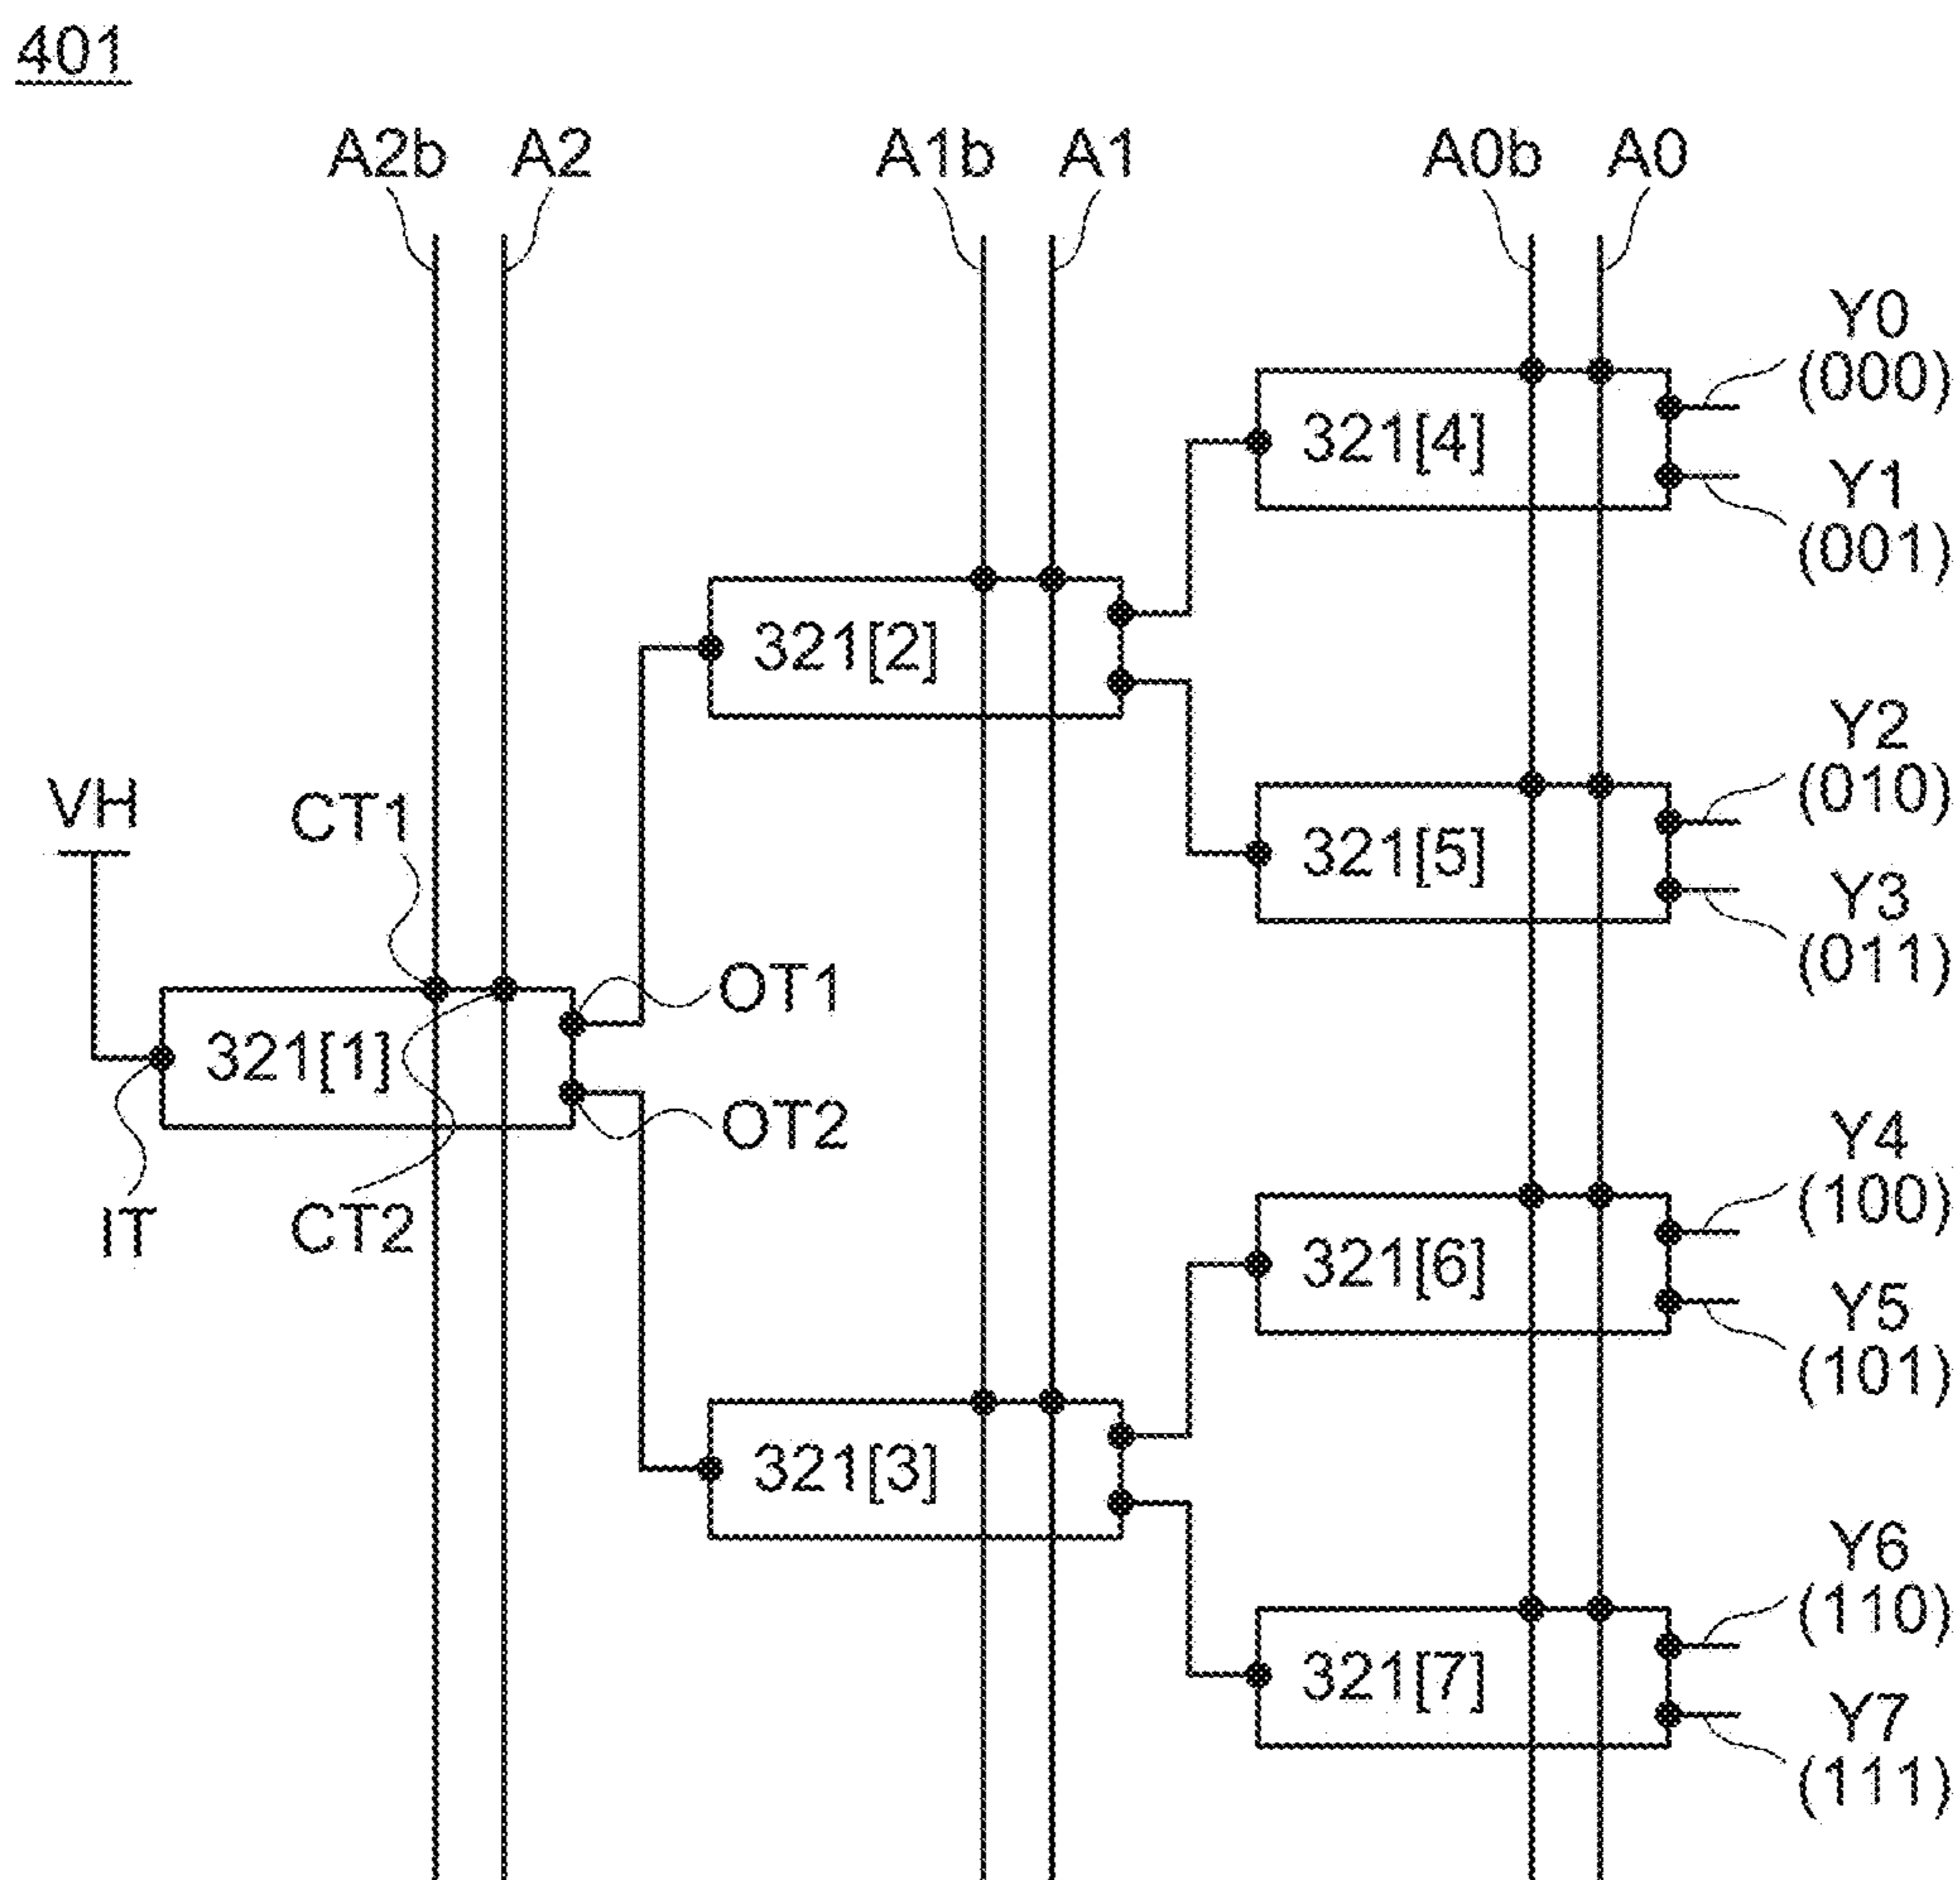 401
A2b A2 A1b A1 A0b A0
Y0
(000)
321[4]
Y1
(001)
321[2]
Y2
(010)
VH
CT1
321[5]
Y3
(011)
OT1
321[1]
OT2
Y4
(100)
IT
CT2
321[6]
Y5
(101)
321[3]
Y6
(110)
321[7]
Y7
(111)